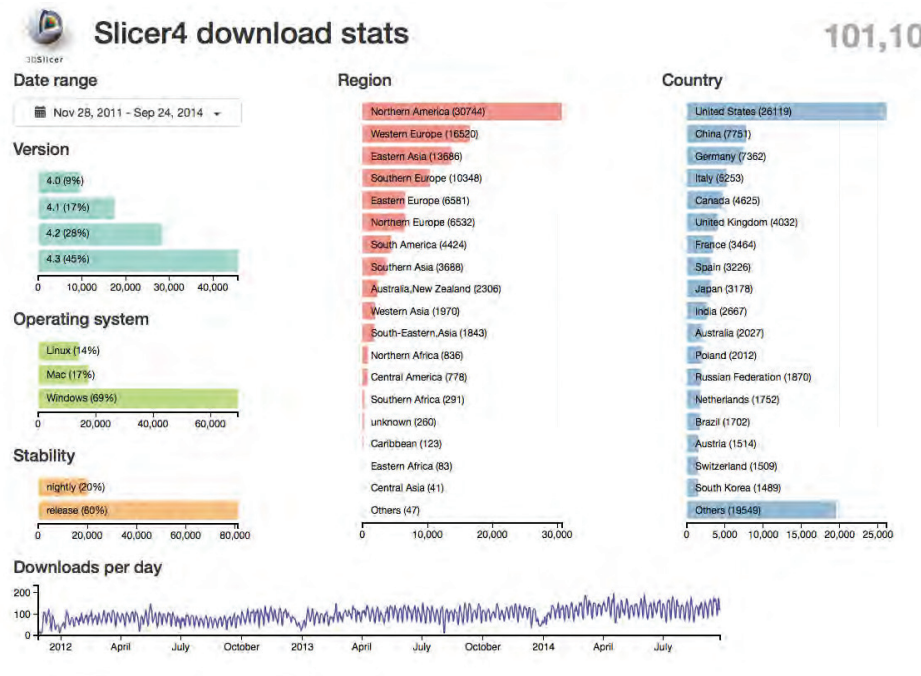 3DSlicer
Slicer4 download stats
101,10
Date range
Nov 28, 2011 - Sep 24, 2014
Version
4.0 (9%)
4.1 (17%)
4.2 (28%)
4.3 (45%)
0 10,000 20,000 30,000 40,000
Operating system
Linux (14%)
Mac (17%)
Windows (69%)
0 20,000 40,000 60,000
Stability
nightly (20%)
release (80%)
0 20,000 40,000 60,000 80,000
Region
Northern America (30744)
Western Europe (16520)
Eastern Asia (13686)
Southern Europe (10348)
Eastern Europe (6581)
Northern Europe (6532)
South America (4424)
Southern Asia (3688)
Australia,New Zealand (2306)
Western Asia (1970)
South-Eastern,Asia (1843)
Northern Africa (836)
Central America (778)
Southern Africa (291)
unknown (260)
Caribbean (123)
Eastern Africa (83)
Central Asia (41)
Others (47)
0 10,000 20,000 30,000
Country
United States (26119)
China (7751)
Germany (7362)
Italy (5253)
Canada (4625)
United Kingdom (4032)
France (3464)
Spain (3226)
Japan (3178)
India (2667)
Australia (2027)
Poland (2012)
Russian Federation (1870)
Netherlands (1752)
Brazil (1702)
Austria (1514)
Switzerland (1509)
South Korea (1489)
Others (19549)
0 5,000 10,000 15,000 20,000 25,000
Downloads per day
200
100
0
2012 April July October 2013 April July October 2014 April July